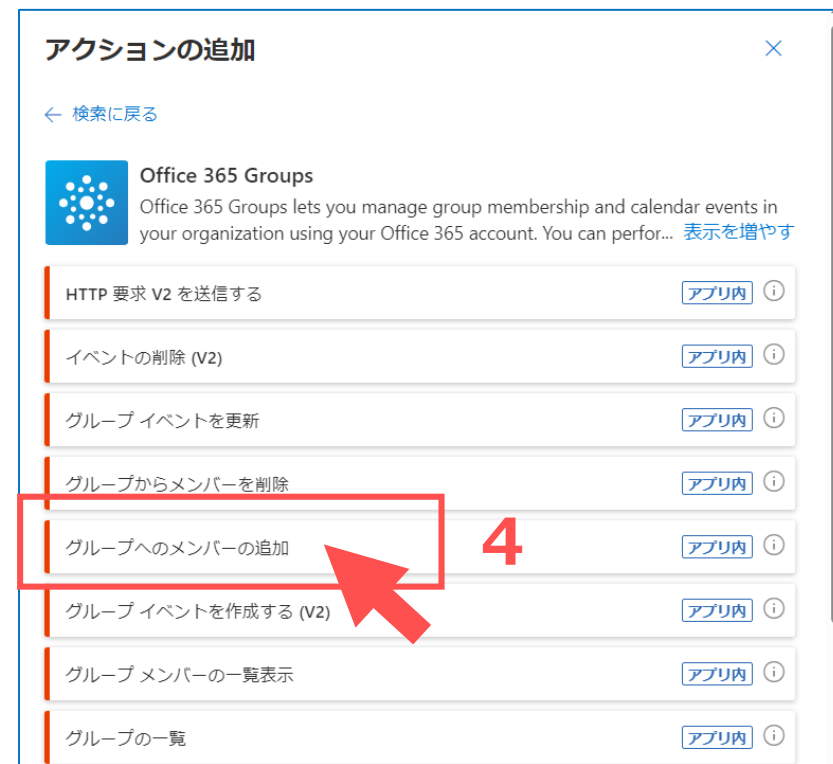 アクションの追加
← 検索に戻る
Office 365 Groups
Office 365 Groups lets you manage group membership and calendar events in
your organization using your Office 365 account. You can perfor... 表示を増やす
HTTP 要求 V2 を送信する アプリ内
イベントの削除 (V2) アプリ内
グループ イベントを更新 アプリ内
グループからメンバーを削除 アプリ内
グループへのメンバーの追加 4 アプリ内
グループ イベントを作成する (V2) アプリ内
グループ メンバーの一覧表示 アプリ内
グループの一覧 アプリ内